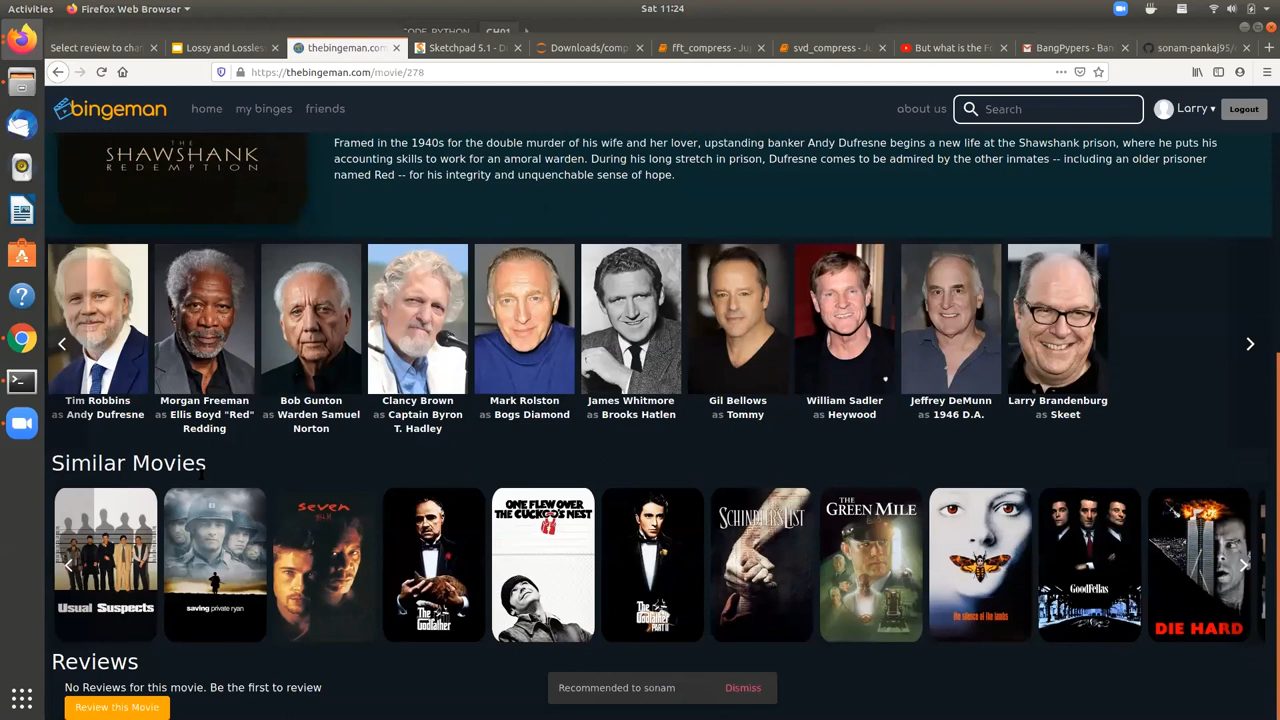 Activities
Firefox Web Browser
Sat 11:24
CODE_PYTHON
CH01
Select review to cha
Lossy and Lossles
thebingeman.com
Sketchpad 5.1 - D
Downloads/comp
fft_compress - Jup
svd_compress - Ju
But what is the Fo
BangPypers - Ban
sonam-pankaj95/
https://thebingeman.com/movie/278
bingeman
home
my binges
friends
about us
Search
Larry
Logout
THE
SHAWSHANK
REDEMPTION
Framed in the 1940s for the double murder of his wife and her lover, upstanding banker Andy Dufresne begins a new life at the Shawshank prison, where he puts his
accounting skills to work for an amoral warden. During his long stretch in prison, Dufresne comes to be admired by the other inmates -- including an older prisoner
named Red -- for his integrity and unquenchable sense of hope.
Tim Robbins
as Andy Dufresne
Morgan Freeman
as Ellis Boyd "Red"
Redding
Bob Gunton
as Warden Samuel
Norton
Clancy Brown
as Captain Byron
T. Hadley
Mark Rolston
as Bogs Diamond
James Whitmore
as Brooks Hatlen
Gil Bellows
as Tommy
William Sadler
as Heywood
Jeffrey DeMunn
as 1946 D.A.
Larry Brandenburg
as Skeet
Similar Movies
Usual Suspects
saving private ryan
seven
The
Godfather
ONE FLEW OVER
THE CUCKOO'S NEST
The
Godfather
PART II
SCHINDLER'S LIST
THE
GREEN MILE
the silence of the lambs
GoodFellas
DIE HARD
Reviews
No Reviews for this movie. Be the first to review
Review this Movie
Recommended to sonam
Dismiss